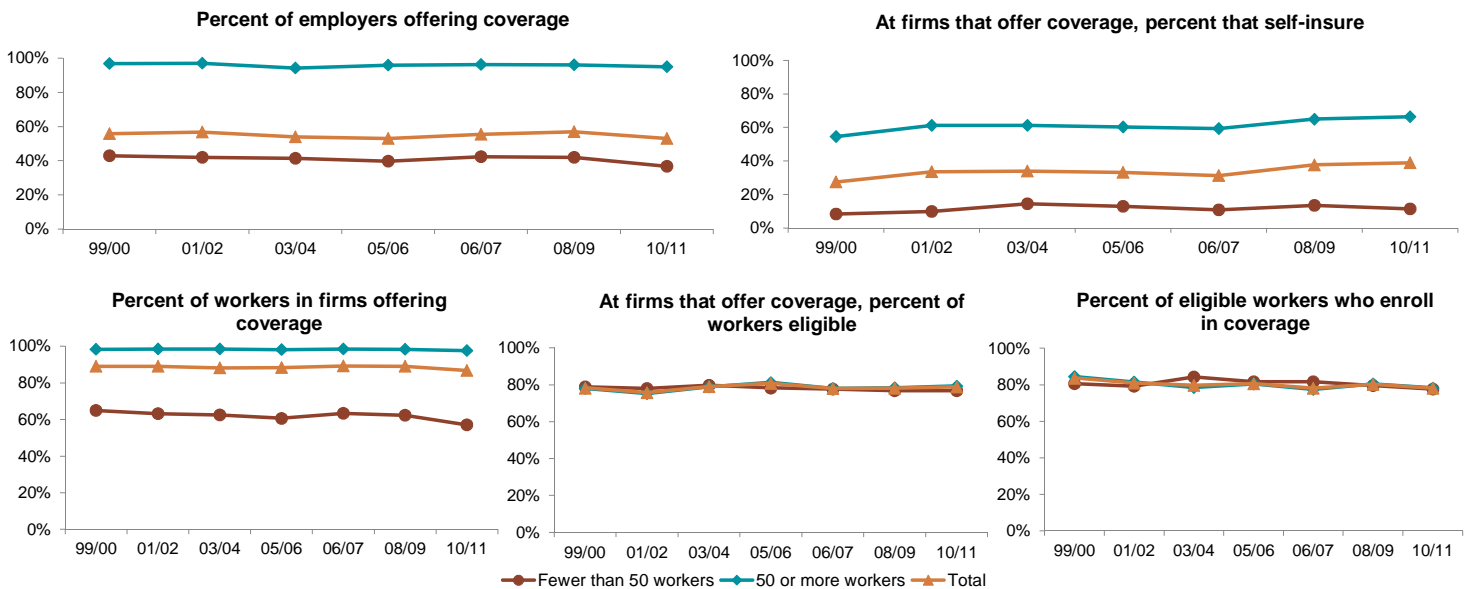 Percent of employers offering coverage
100%
80%
60%
40%
20%
0%
99/00 01/02 03/04 05/06 06/07 08/09 10/11
At firms that offer coverage, percent that self-insure
100%
80%
60%
40%
20%
0%
99/00 01/02 03/04 05/06 06/07 08/09 10/11
Percent of workers in firms offering
coverage
100%
80%
60%
40%
20%
0%
99/00 01/02 03/04 05/06 06/07 08/09 10/11
At firms that offer coverage, percent of
workers eligible
100%
80%
60%
40%
20%
0%
99/00 01/02 03/04 05/06 06/07 08/09 10/11
Percent of eligible workers who enroll
in coverage
100%
80%
60%
40%
20%
0%
99/00 01/02 03/04 05/06 06/07 08/09 10/11
Fewer than 50 workers 50 or more workers Total